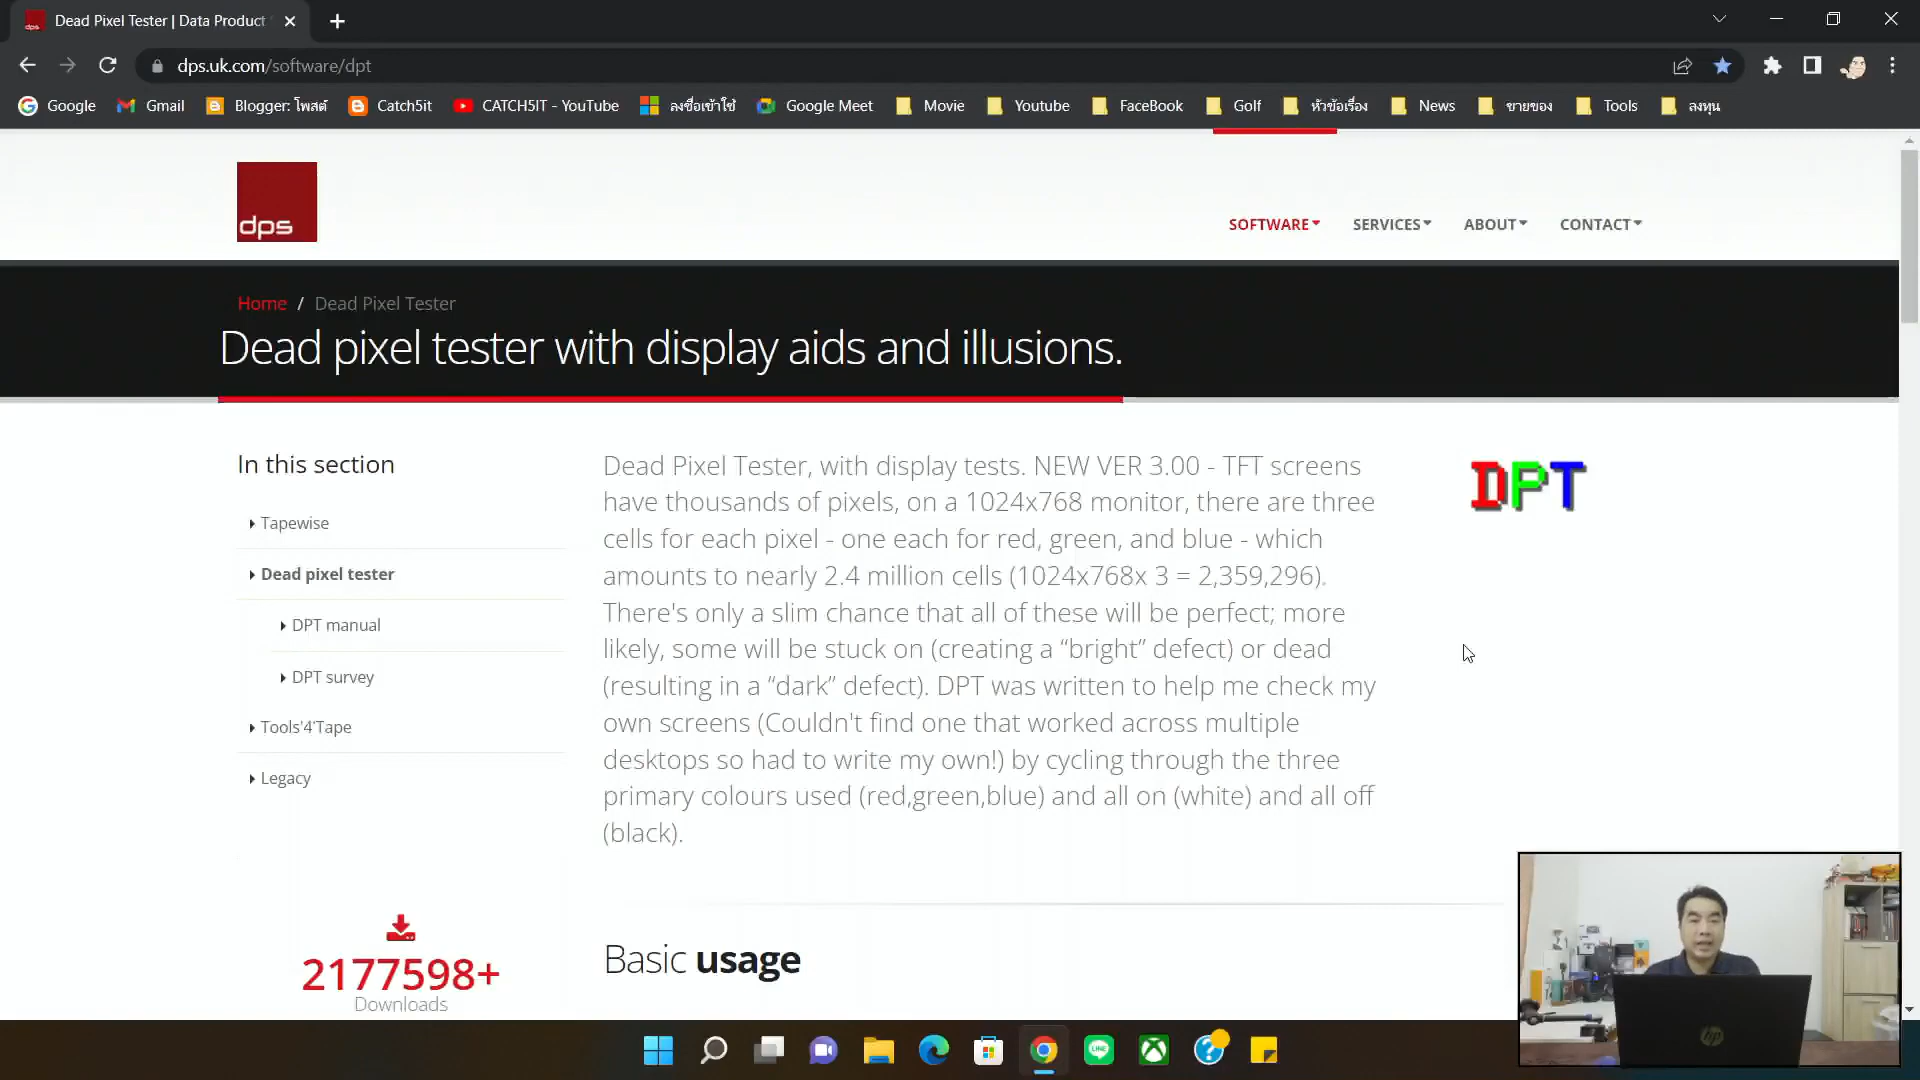 dps
Dead Pixel Tester | Data Product
dps.uk.com/software/dpt
Google
Gmail
Blogger: โพสต์
Catch5it
CATCH5IT - YouTube
ลงชื่อเข้าใช้
Google Meet
Movie
Youtube
FaceBook
Golf
หัวข้อเรื่อง
News
ขายของ
Tools
ลงทุน
dps
SOFTWARE
SERVICES
ABOUT
CONTACT
Home / Dead Pixel Tester
Dead pixel tester with display aids and illusions.
In this section
Tapewise
Dead pixel tester
DPT manual
DPT survey
Tools'4'Tape
Legacy
2177598+
Downloads
Dead Pixel Tester, with display tests. NEW VER 3.00 - TFT screens
have thousands of pixels, on a 1024x768 monitor, there are three
cells for each pixel - one each for red, green, and blue - which
amounts to nearly 2.4 million cells (1024x768x 3 = 2,359,296).
There's only a slim chance that all of these will be perfect; more
likely, some will be stuck on (creating a “bright” defect) or dead
(resulting in a “dark” defect). DPT was written to help me check my
own screens (Couldn't find one that worked across multiple
desktops so had to write my own!) by cycling through the three
primary colours used (red,green,blue) and all on (white) and all off
(black).
DPT
Basic usage
LINE
hp